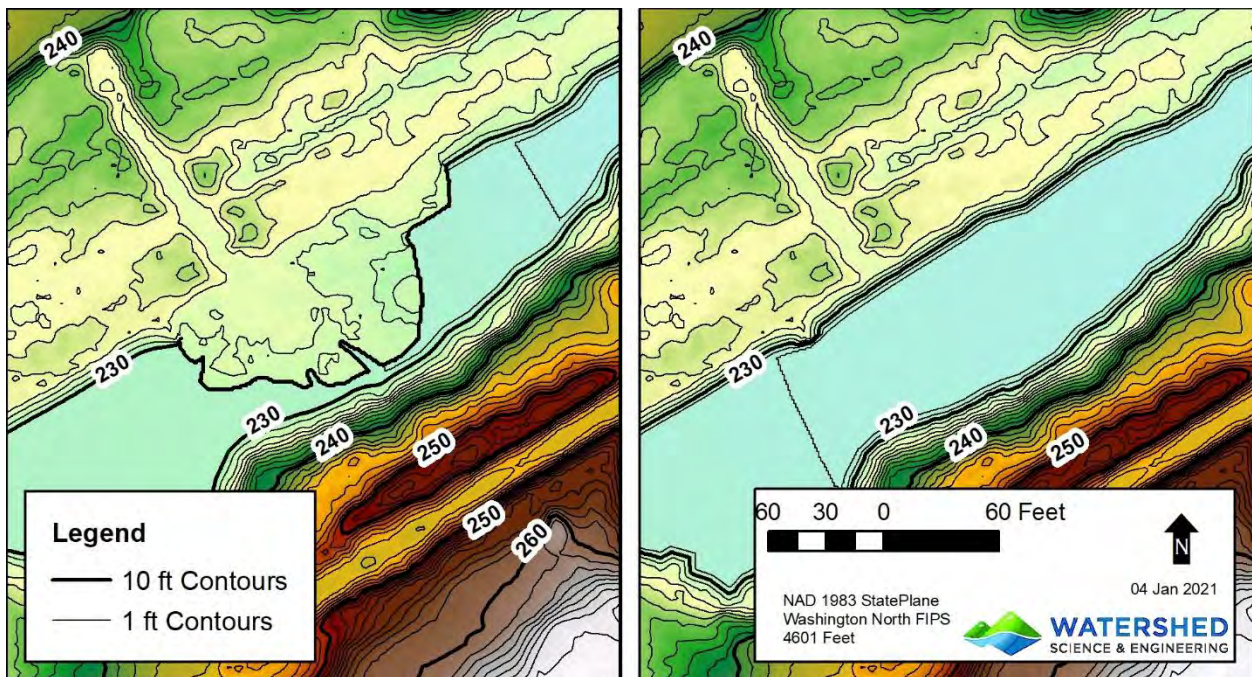 240
230
230
240
250
250
260
Legend
10 ft Contours
1 ft Contours
240
230
230
240
250
60 30 0 60 Feet
N
04 Jan 2021
NAD 1983 StatePlane
Washington North FIPS
4601 Feet
WATERSHED
SCIENCE & ENGINEERING